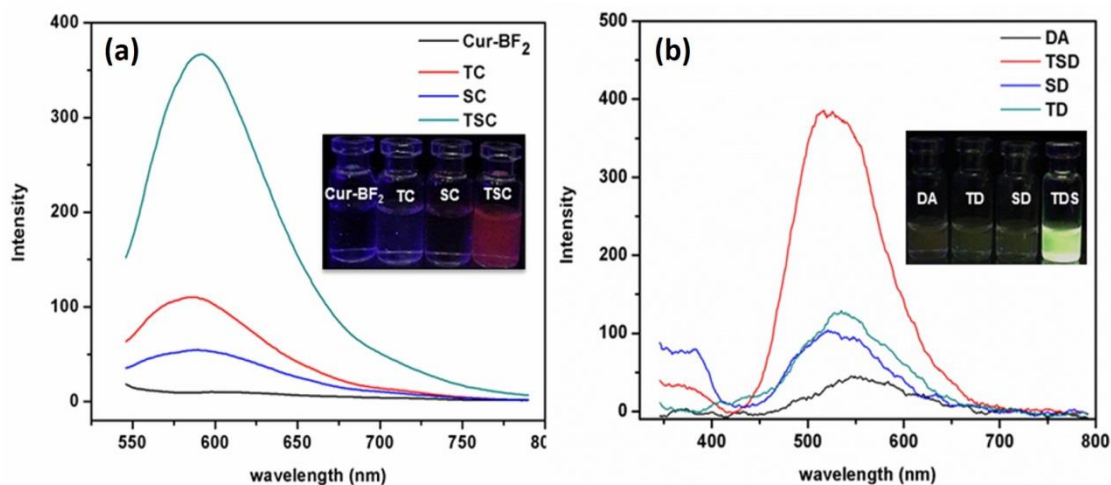 (a)
Cur-BF₂
TC
SC
TSC
Cur-BF₂ TC SC TSC
400
300
200
100
0
Intensity
550 600 650 700 750 80
wavelength (nm)
(b)
DA
TSD
SD
TD
DA TD SD TDS
500
400
300
200
100
0
Intensity
400 500 600 700 800
wavelength (nm)